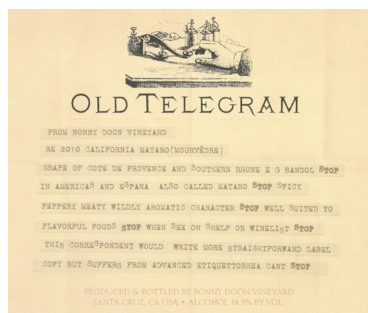 OLD TELEGRAM
FROM BONNY DOON VINEYARD
RE 2010 CALIFORNIA MATARO(MOURVÈDRE)
GRAPE OF COTE DE PROVENCE AND SOUTHERN RHONE E G BANDOL STOP
IN AMERICAS AND ESPANA ALSO CALLED MATARO STOP SPICY
PEPPERY MEATY WILDLY AROMATIC CHARACTER STOP WELL SUITED TO
FLAVORFUL FOODS STOP WHEN SEE ON SHELF OR WINELIST STOP
THIS CORRESPONDENT WOULD WRITE MORE STRAIGHTFORWARD LABEL
COPY BUT SUFFERS FROM ADVANCED ETIQUETTORRHEA CANT STOP
PRODUCED & BOTTLED BY BONNY DOON VINEYARD
SANTA CRUZ, CA USA • ALCOHOL 14.5% BY VOL.